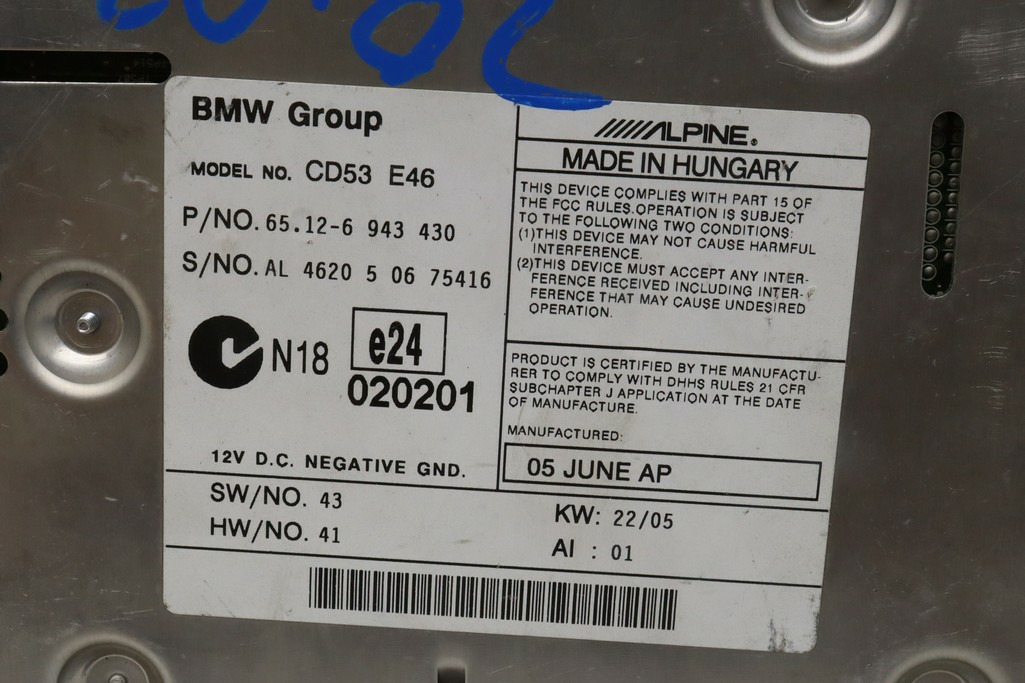 BMW Group
MODEL NO. CD53 E46
P/NO. 65.12-6 943 430
S/NO. AL 4620 5 06 75416
N18
e24
020201
12V D.C. NEGATIVE GND.
ALPINE®
MADE IN HUNGARY
THIS DEVICE COMPLIES WITH PART 15 OF
THE FCC RULES.OPERATION IS SUBJECT
TO THE FOLLOWING TWO CONDITIONS:
(1)THIS DEVICE MAY NOT CAUSE HARMFUL
INTERFERENCE.
(2)THIS DEVICE MUST ACCEPT ANY INTER-
FERENCE RECEIVED INCLUDING INTER-
FERENCE THAT MAY CAUSE UNDESIRED
OPERATION.
PRODUCT IS CERTIFIED BY THE MANUFACTU-
RER TO COMPLY WITH DHHS RULES 21 CFR
SUBCHAPTER J APPLICATION AT THE DATE
OF MANUFACTURE.
MANUFACTURED:
05 JUNE AP
SW/NO. 43
HW/NO. 41
KW: 22/05
AI : 01